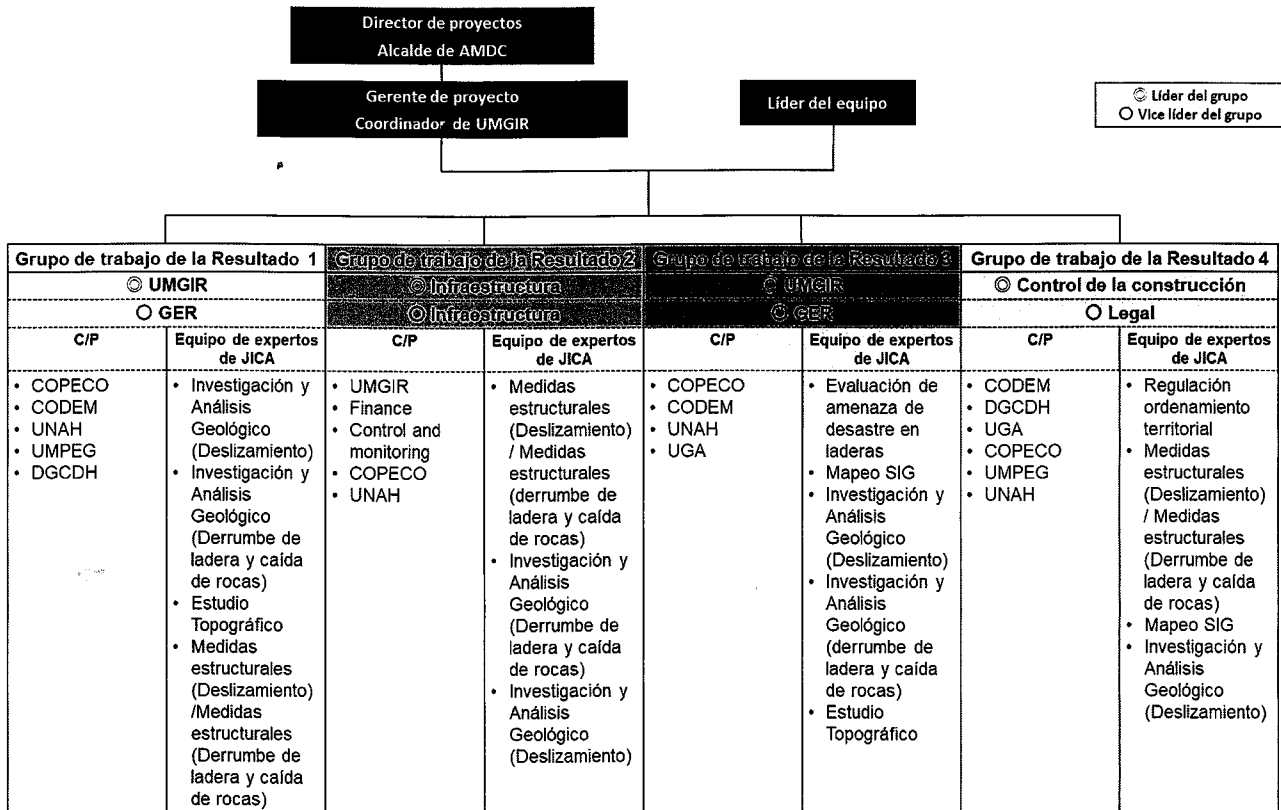 Director de proyectos
Alcalde de AMDC
Gerente de proyecto
Coordinador de UMGIR
Líder del equipo
◎ Líder del grupo
○ Vice líder del grupo
Grupo de trabajo de la Resultado 1
◎ UMGIR
○ GER
C/P
Equipo de expertos
de JICA
• COPECO
• CODEM
• UNAH
• UMPEG
• DGCDH
• Investigación y
Análisis
Geológico
(Deslizamiento)
• Investigación y
Análisis
Geológico
(Derrumbe de
ladera y caída
de rocas)
• Estudio
Topográfico
• Medidas
estructurales
(Deslizamiento)
/Medidas
estructurales
(Derrumbe de
ladera y caída
de rocas)
Grupo de trabajo de la Resultado 2
◎ Infraestructura
○ Infraestructura
C/P
Equipo de expertos
de JICA
• UMGIR
• Finance
• Control and
monitoring
• COPECO
• UNAH
• Medidas
estructurales
(Deslizamiento)
/ Medidas
estructurales
(derrumbe de
ladera y caída
de rocas)
• Investigación y
Análisis
Geológico
(Derrumbe de
ladera y caída
de rocas)
• Investigación y
Análisis
Geológico
(Deslizamiento)
Grupo de trabajo de la Resultado 3
◎ UMGIR
○ GER
C/P
Equipo de expertos
de JICA
• COPECO
• CODEM
• UNAH
• UGA
• Evaluación de
amenaza de
desastre en
laderas
• Mapeo SIG
• Investigación y
Análisis
Geológico
(Deslizamiento)
• Investigación y
Análisis
Geológico
(derrumbe de
ladera y caída
de rocas)
• Estudio
Topográfico
Grupo de trabajo de la Resultado 4
◎ Control de la construcción
○ Legal
C/P
Equipo de expertos
de JICA
• CODEM
• DGCDH
• UGA
• COPECO
• UMPEG
• UNAH
• Regulación
ordenamiento
territorial
• Medidas
estructurales
(Deslizamiento)
/ Medidas
estructurales
(Derrumbe de
ladera y caída
de rocas)
• Mapeo SIG
• Investigación y
Análisis
Geológico
(Deslizamiento)